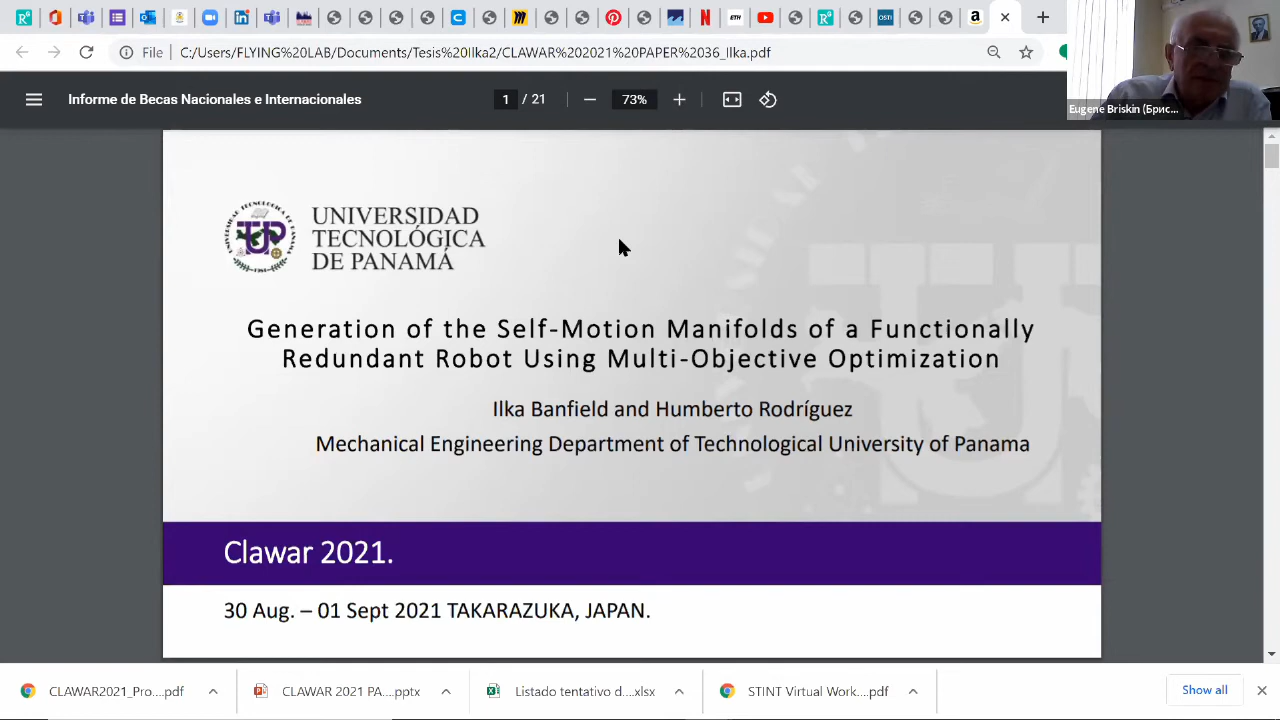 File
C:/Users/FLYING%20LAB/Documents/Tesis%20Ilka2/CLAWAR%202021%20PAPER%2036_Ilka.pdf
Eugene Briskin (Брис...
Informe de Becas Nacionales e Internacionales
1 / 21
73%
UNIVERSIDAD
TECNOLÓGICA
DE PANAMÁ
Generation of the Self-Motion Manifolds of a Functionally
Redundant Robot Using Multi-Objective Optimization
Ilka Banfield and Humberto Rodríguez
Mechanical Engineering Department of Technological University of Panama
Clawar 2021.
30 Aug. – 01 Sept 2021 TAKARAZUKA, JAPAN.
CLAWAR2021_Pro....pdf
CLAWAR 2021 PA....pptx
Listado tentativo d....xlsx
STINT Virtual Work....pdf
Show all